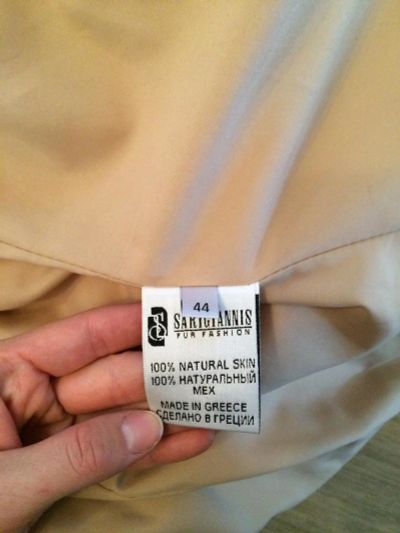 44
SARIGIANNIS
FUR FASHION
100% NATURAL SKIN
100% НАТУРАЛЬНЫЙ
МЕХ
MADE IN GREECE
СДЕЛАНО В ГРЕЦИИ